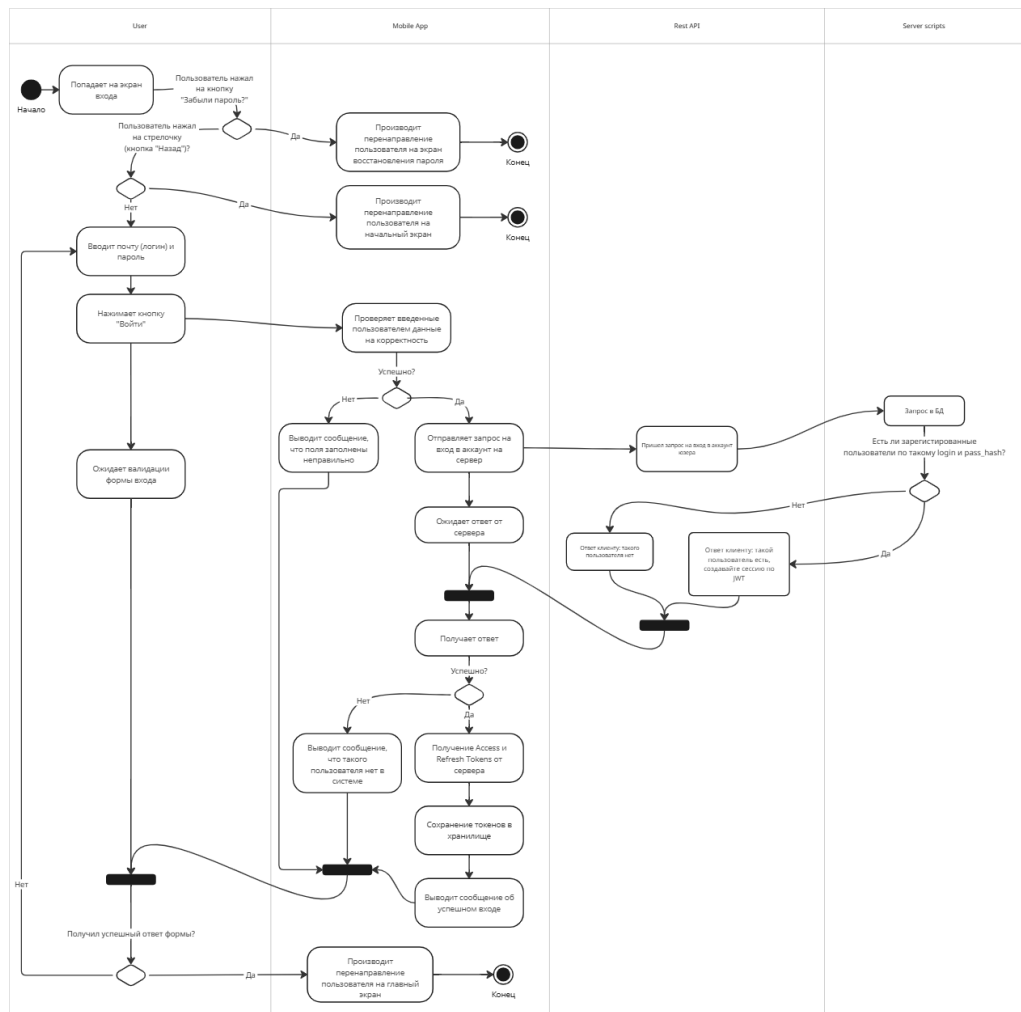 User
Mobile App
Rest API
Server scripts
Начало
Попадает на экран
входа
Пользователь нажал
на кнопку
"Забыли пароль?"
Да
Производит
перенаправление
пользователя на экран
восстановления пароля
Конец
Пользователь нажал
на стрелочку
(кнопка "Назад")?
Да
Производит
перенаправление
пользователя на
начальный экран
Конец
Нет
Вводит почту (логин) и
пароль
Нажимает кнопку
"Войти"
Проверяет введенные
пользователем данные
на корректность
Успешно?
Нет
Да
Выводит сообщение,
что поля заполнены
неправильно
Отправляет запрос на
вход в аккаунт на
сервер
Пришел запрос на вход в аккаунт
юзера
Запрос в БД
Есть ли зарегистированные
пользователи по такому login и pass_hash?
Нет
Да
Ответ клиенту: такого
пользователя нет
Ответ клиенту: такой
пользователь есть,
создавайте сессию по
JWT
Ожидает валидации
формы входа
Ожидает ответ от
сервера
Получает ответ
Успешно?
Нет
Да
Выводит сообщение,
что такого
пользователя нет в
системе
Получение Access и
Refresh Tokens от
сервера
Сохранение токенов в
хранилище
Выводит сообщение об
успешном входе
Нет
Получил успешный ответ формы?
Да
Производит
перенаправление
пользователя на главный
экран
Конец